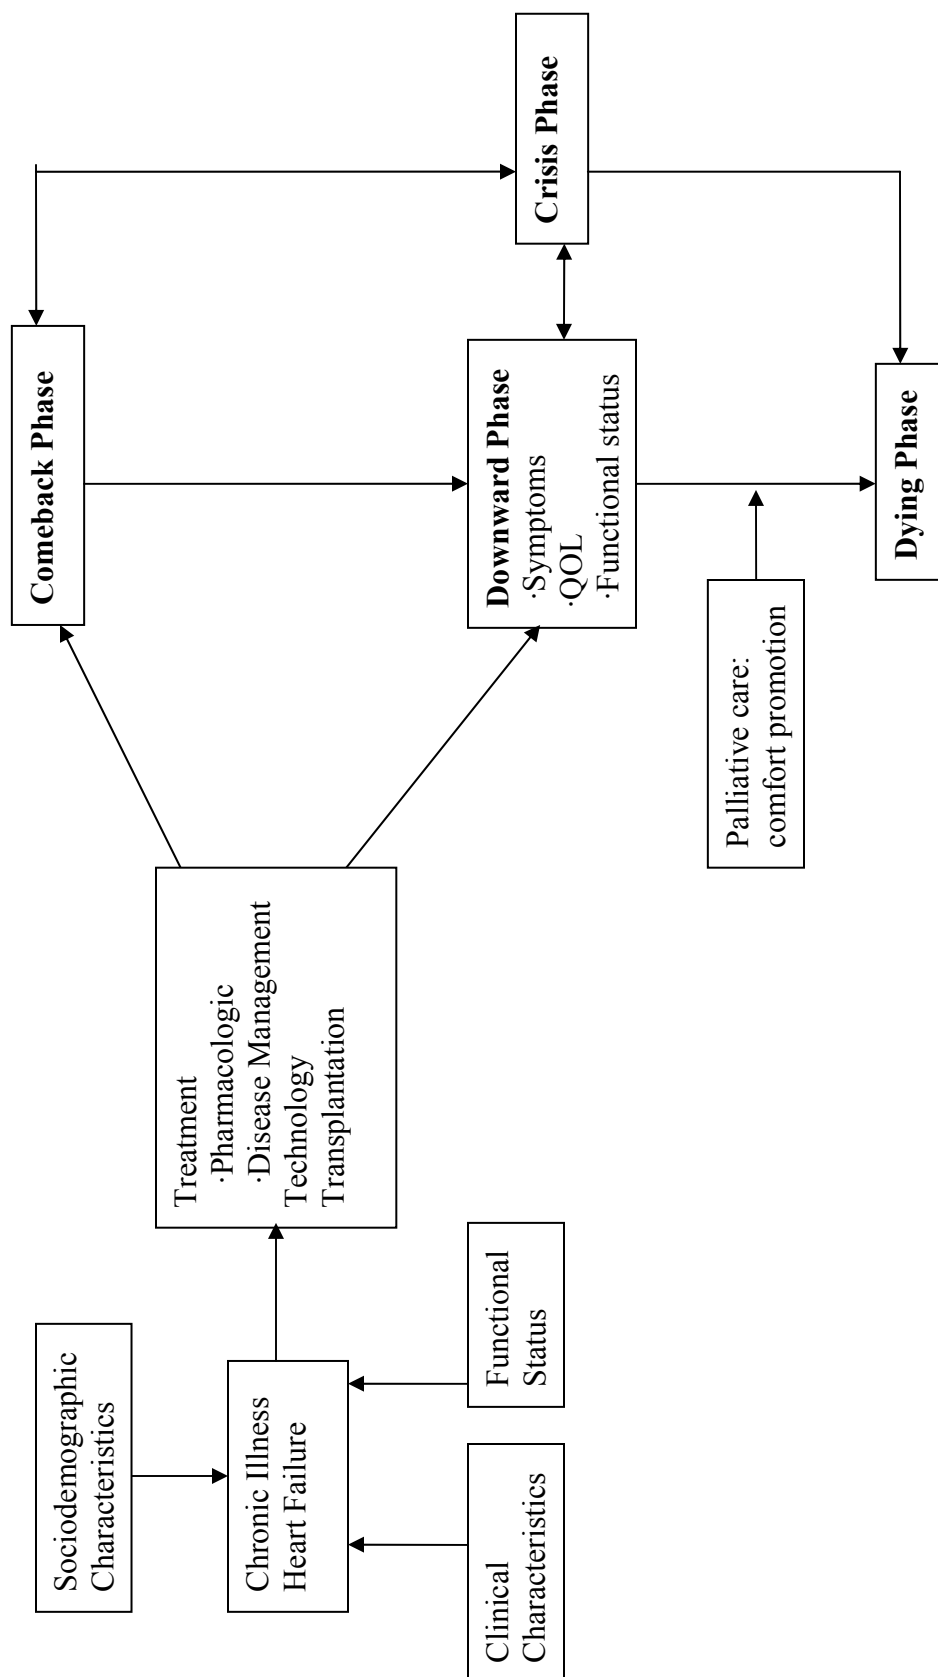 Sociodemographic
Characteristics
Chronic Illness
Heart Failure
Clinical
Characteristics
Functional
Status
Treatment
·Pharmacologic
·Disease Management
Technology
Transplantation
Comeback Phase
Downward Phase
·Symptoms
·QOL
·Functional status
Palliative care:
comfort promotion
Crisis Phase
Dying Phase